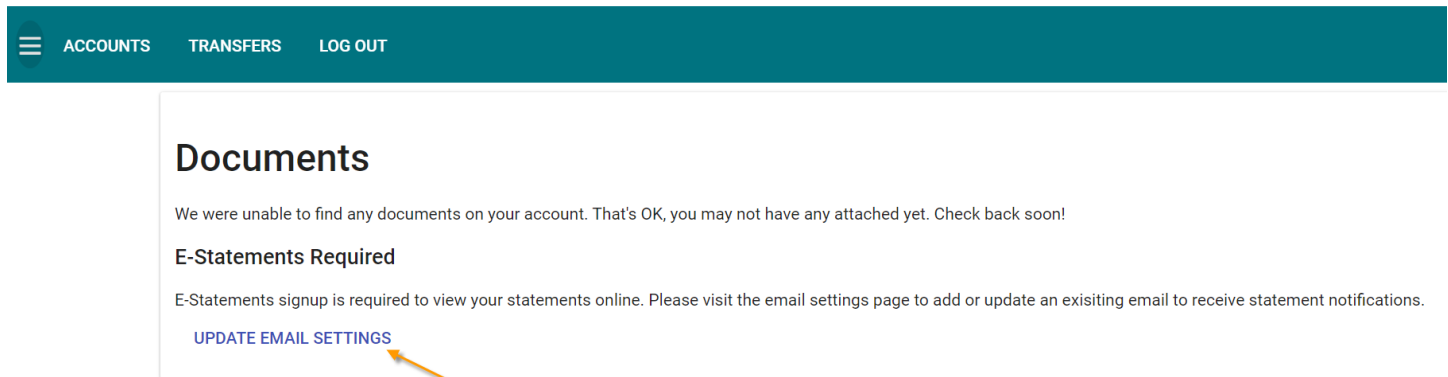 ACCOUNTS TRANSFERS LOG OUT
Documents
We were unable to find any documents on your account. That's OK, you may not have any attached yet. Check back soon!
E-Statements Required
E-Statements signup is required to view your statements online. Please visit the email settings page to add or update an exisiting email to receive statement notifications.
UPDATE EMAIL SETTINGS